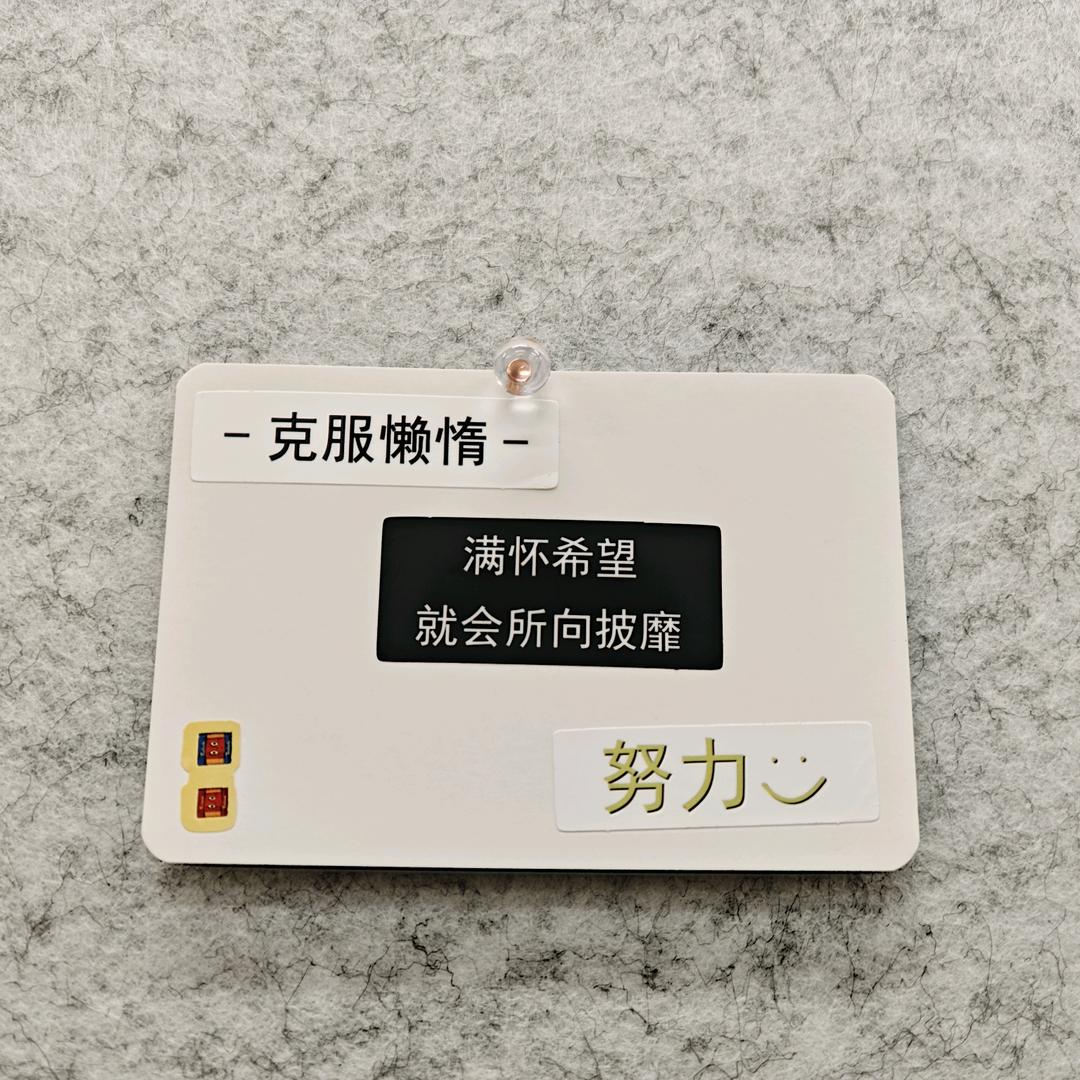 - 克服懒惰 -
满怀希望
就会所向披靡
努力